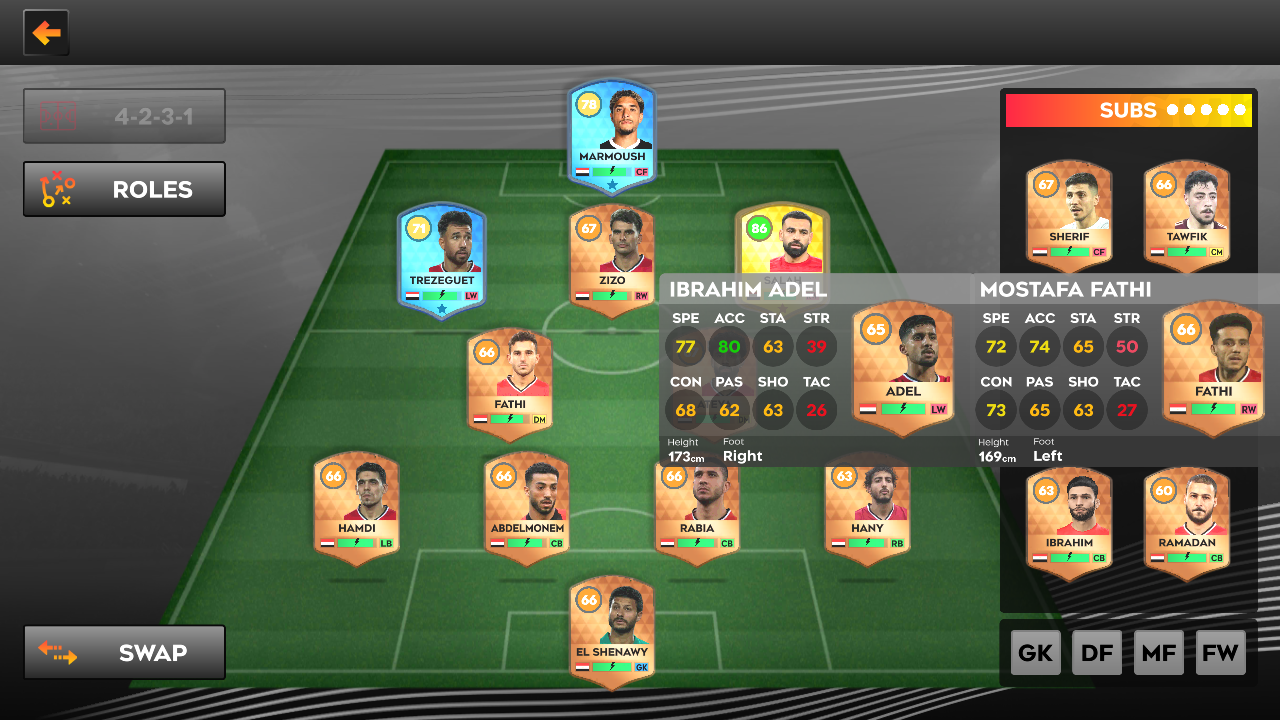 4-2-3-1
ROLES
78
MARMOUSH
CF
71
TREZEGUET
LW
67
ZIZO
RW
86
SALAH
SUBS
67
SHERIF
CF
66
TAWFIK
CM
IBRAHIM ADEL
SPE ACC STA STR
77 80 63 39
CON PAS SHO TAC
68 62 63 26
Height Foot
173cm Right
65
ADEL
LW
MOSTAFA FATHI
SPE ACC STA STR
72 74 65 50
CON PAS SHO TAC
73 65 63 27
Height Foot
169cm Left
66
FATHI
RW
66
FATHI
DM
66
HAMDI
LB
66
ABDELMONEM
CB
66
RABIA
CB
63
HANY
RB
63
IBRAHIM
CB
60
RAMADAN
CB
66
EL SHENAWY
GK
SWAP
GK DF MF FW